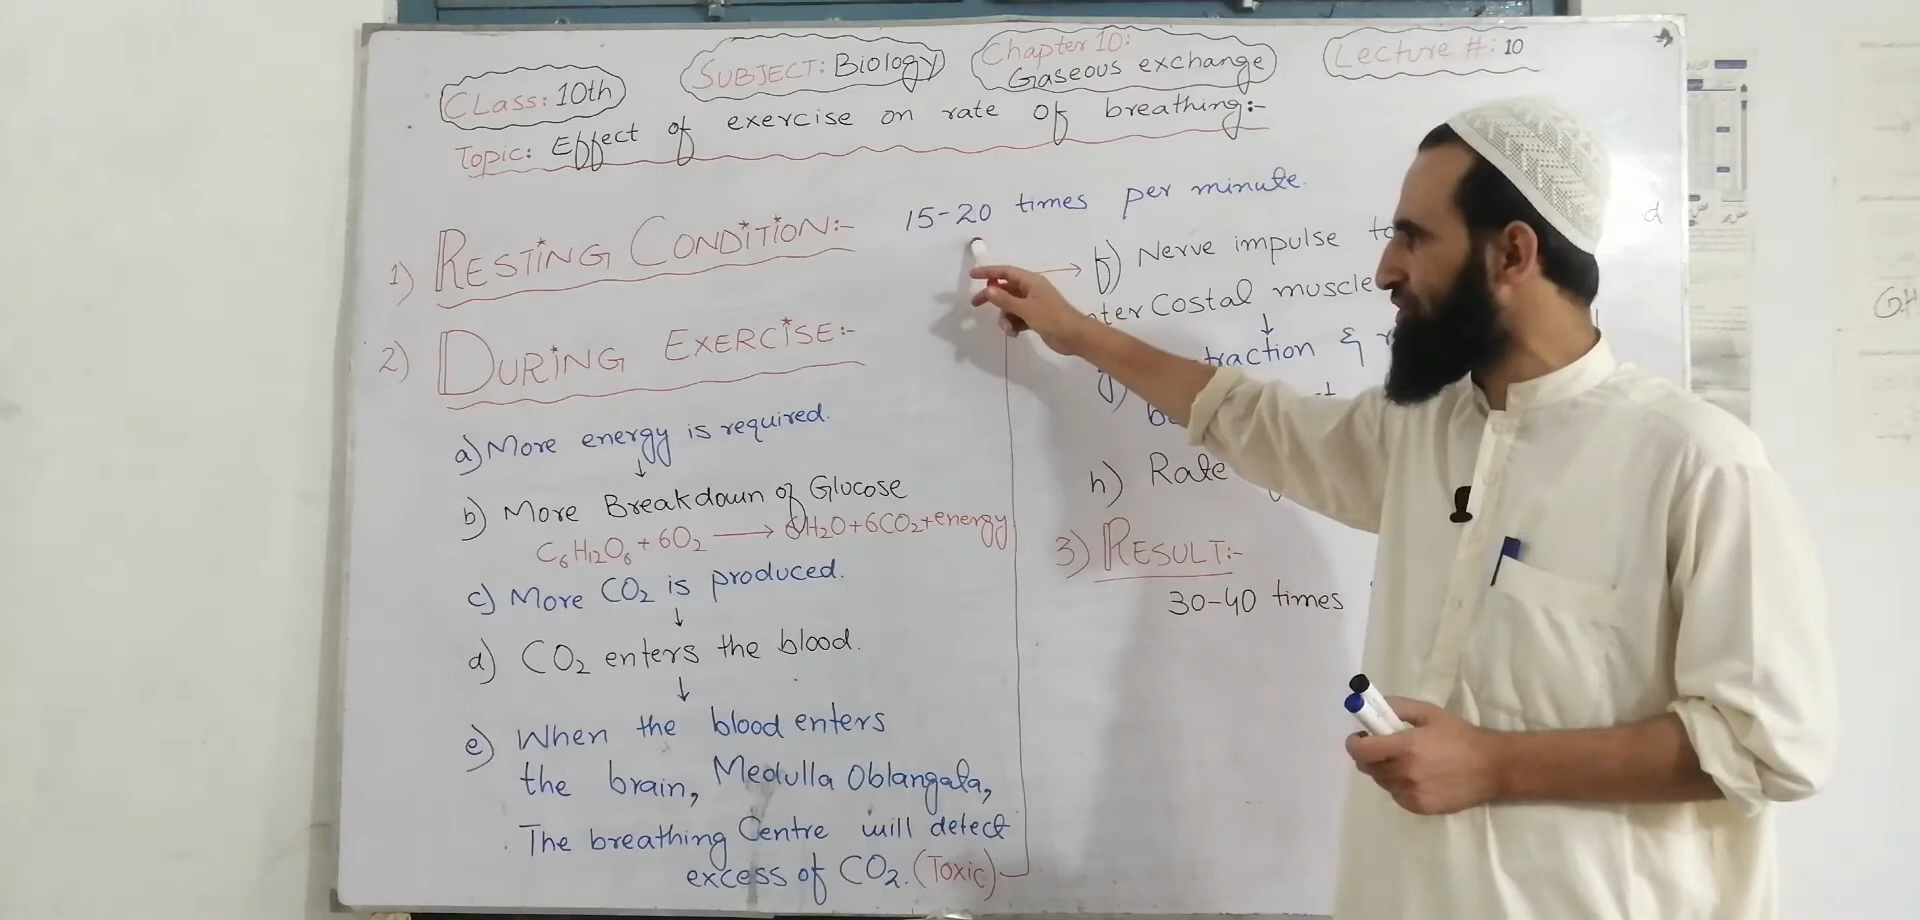 Class: 10th
SUBJECT: Biology
Chapter 10:
Gaseous exchange
Lecture #: 10
Topic: Effect of exercise on rate of breathing:-
1) RESTING CONDITION:-
15-20 times per minute.
2) DURING EXERCISE:-
a) More energy is required.
↓
b) More Breakdown of Glucose
C₆H₁₂O₆ + 6O₂ → 6H₂O+6CO₂+energy
c) More CO₂ is produced.
↓
d) CO₂ enters the blood.
↓
e) When the blood enters
the brain, Medulla Oblangata,
The breathing Centre will detect
excess of CO₂. (Toxic)
→ f) Nerve impulse to
Costal muscle
↓
traction &
g)
h) Rate
3) RESULT:-
30-40 times